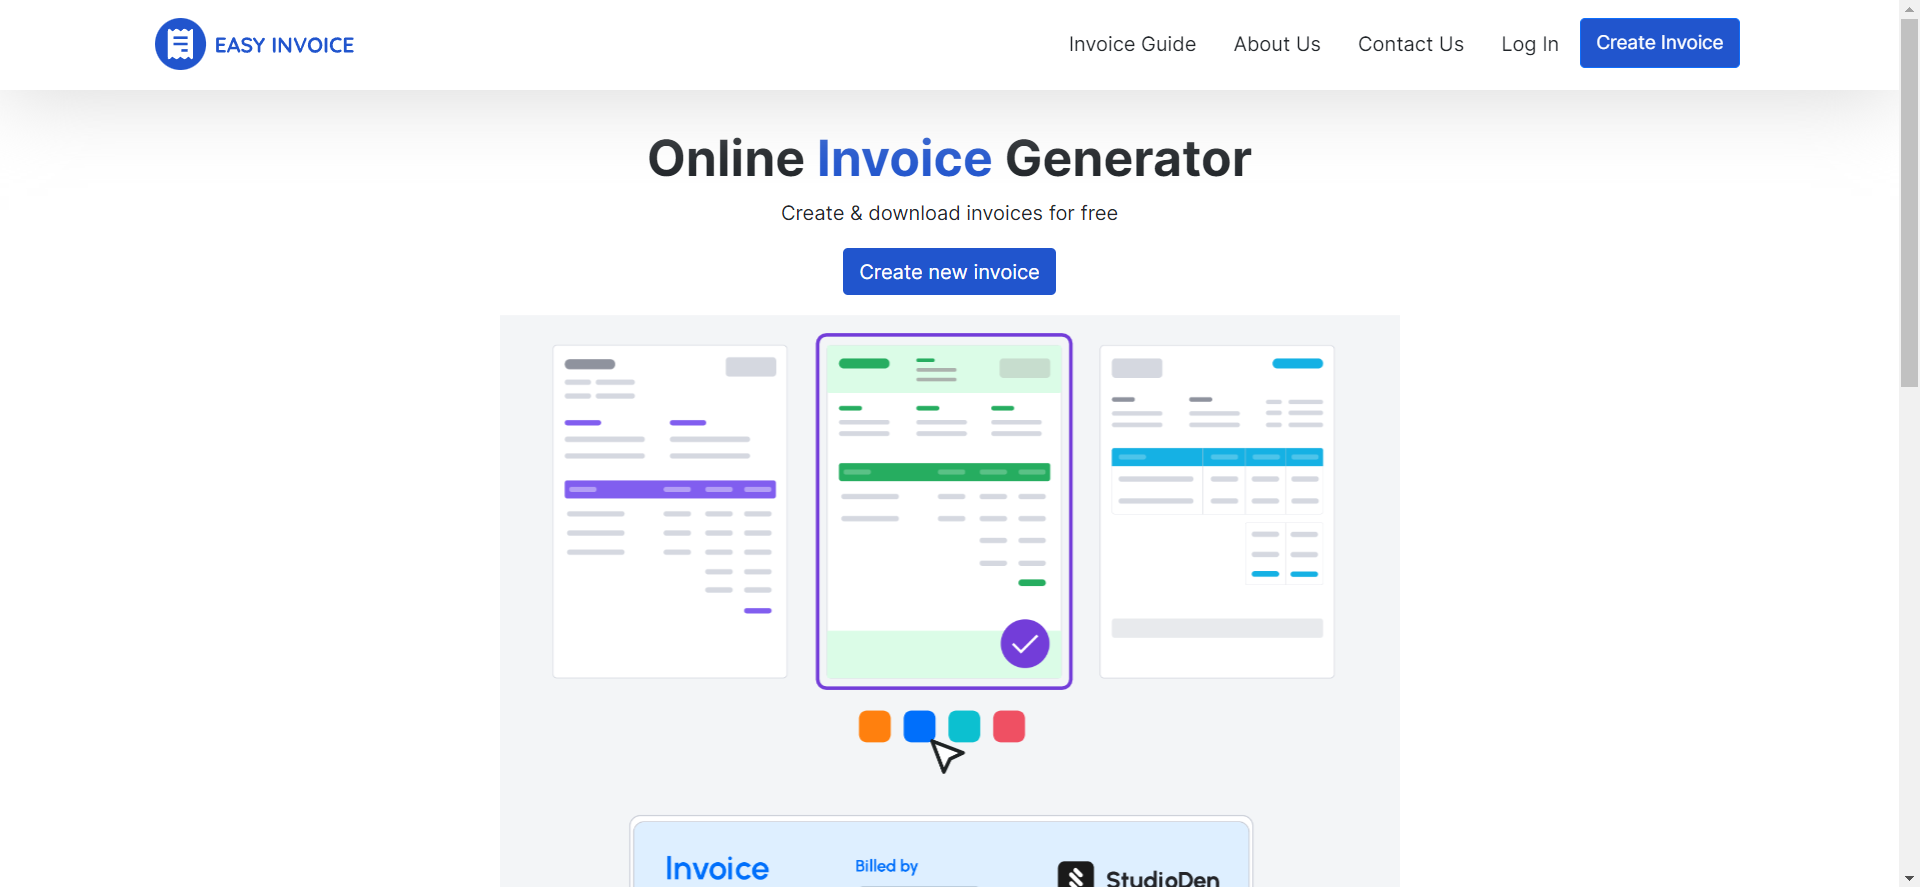 EASY INVOICE
Invoice Guide
About Us
Contact Us
Log In
Create Invoice
Online Invoice Generator
Create & download invoices for free
Create new invoice
Invoice
Billed by
StudioDen